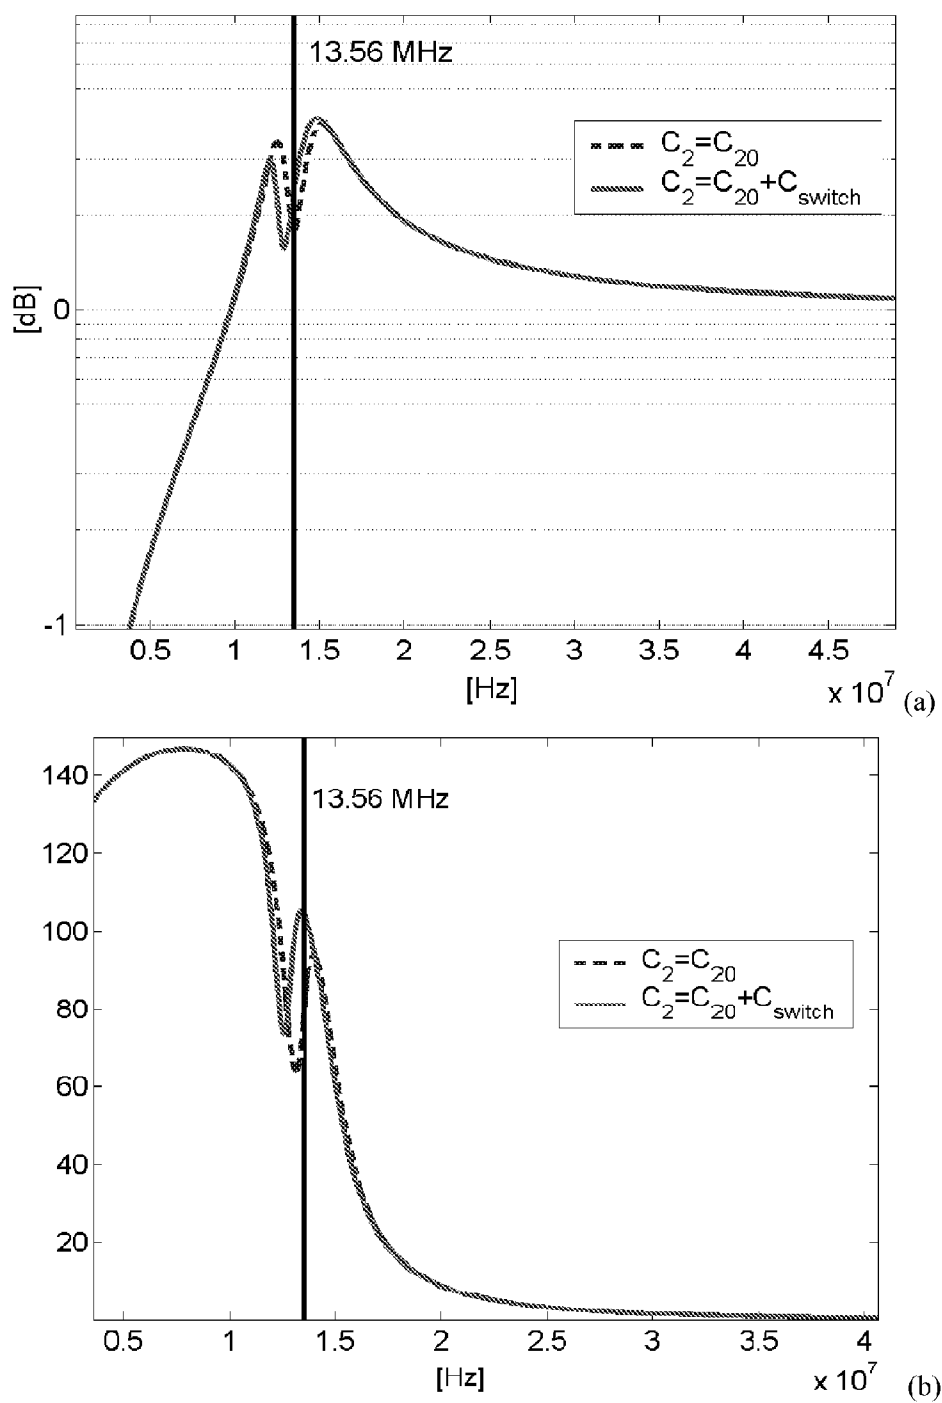 13.56 MHz
C2=C20
C2=C20+Cswitch
[dB]
0
-1
0.5 1 1.5 2 2.5 3 3.5 4 4.5
[Hz]
x 10^7 (a)
140
120
100
80
60
40
20
13.56 MHz
C2=C20
C2=C20+Cswitch
0.5 1 1.5 2 2.5 3 3.5 4
[Hz]
x 10^7 (b)